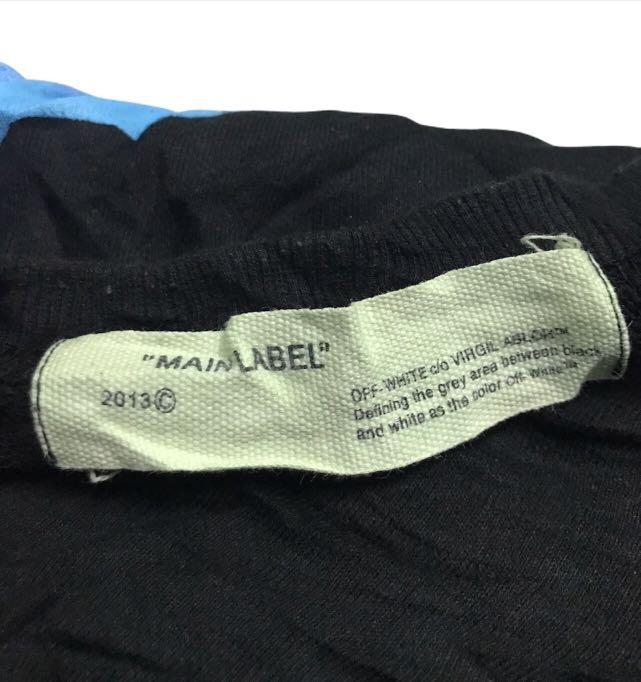 "MAIN LABEL"
2013©
OFF-WHITE c/o VIRGIL ABLOH™
Defining the grey area between black
and white as the color Off-White™